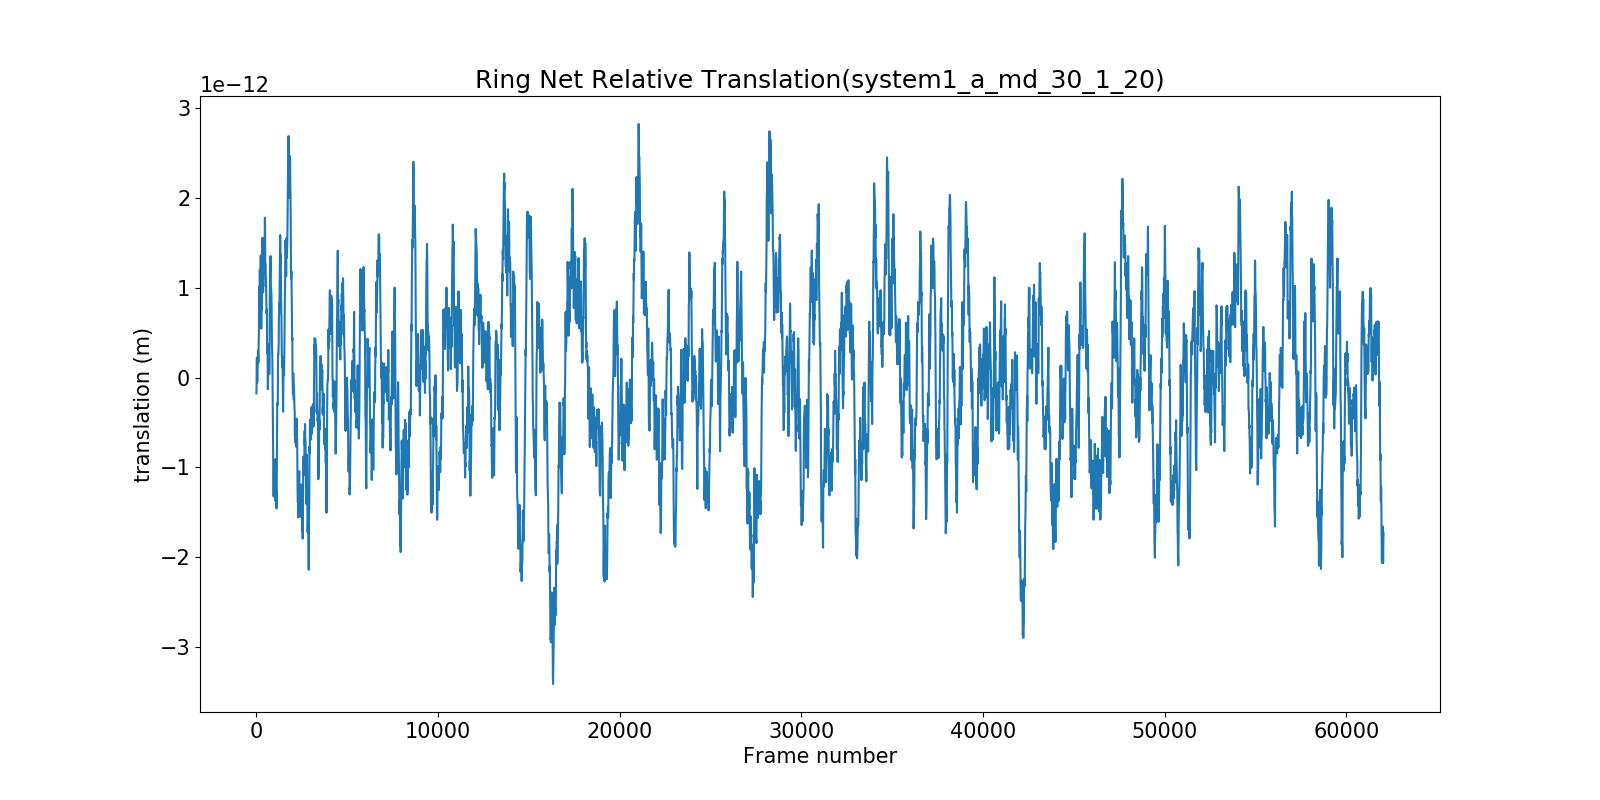 Ring Net Relative Translation(system1_a_md_30_1_20)
1e−12
3
2
1
0
−1
−2
−3
translation (m)
0 10000 20000 30000 40000 50000 60000
Frame number